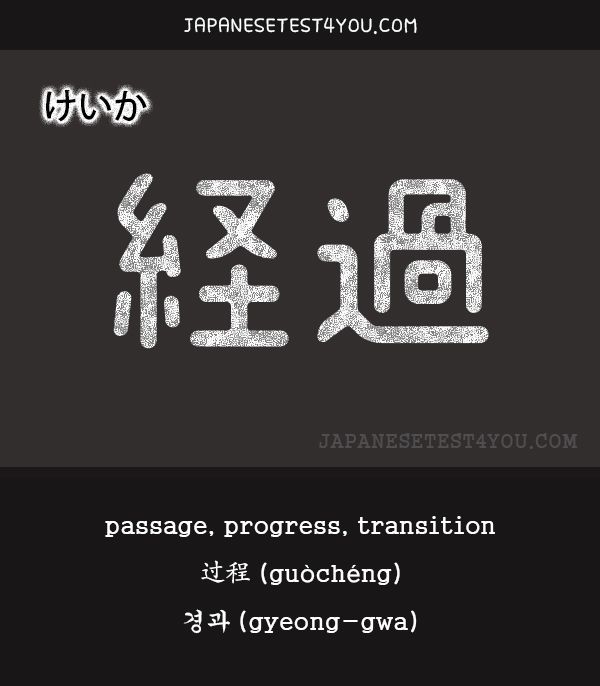 JAPANESETEST4YOU.COM
けいか
経過
JAPANESETEST4YOU.COM
passage, progress, transition
过程 (guòchéng)
경과 (gyeong-gwa)